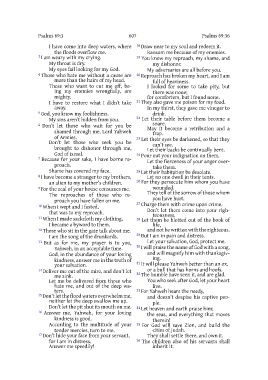 Psalms 69:3
607
Psalms 69:36
I have come into deep waters, where
the floods overflow me.
3 I am weary with my crying.
My throat is dry.
My eyes fail looking for my God.
4 Those who hate me without a cause are
more than the hairs of my head.
Those who want to cut me off, be-
ing my enemies wrongfully, are
mighty.
I have to restore what I didn't take
away.
5 God, you know my foolishness.
My sins aren't hidden from you.
6 Don't let those who wait for you be
shamed through me, Lord Yahweh
of Armies.
Don't let those who seek you be
brought to dishonor through me,
God of Israel.
7 Because for your sake, I have borne re-
proach.
Shame has covered my face.
8 I have become a stranger to my brothers,
an alien to my mother's children.
9 For the zeal of your house consumes me.
The reproaches of those who re-
proach you have fallen on me.
10 When I wept and I fasted,
that was to my reproach.
11 When I made sackcloth my clothing,
I became a byword to them.
12 Those who sit in the gate talk about me.
I am the song of the drunkards.
13 But as for me, my prayer is to you,
Yahweh, in an acceptable time.
God, in the abundance of your loving
kindness, answer me in the truth of
your salvation.
14 Deliver me out of the mire, and don't let
me sink.
Let me be delivered from those who
hate me, and out of the deep wa-
ters.
15 Don't let the flood waters overwhelm me,
neither let the deep swallow me up.
Don't let the pit shut its mouth on me.
16 Answer me, Yahweh, for your loving
kindness is good.
According to the multitude of your
tender mercies, turn to me.
17 Don't hide your face from your servant,
for I am in distress.
Answer me speedily!
18 Draw near to my soul and redeem it.
Ransom me because of my enemies.
19 You know my reproach, my shame, and
my dishonor.
My adversaries are all before you.
20 Reproach has broken my heart, and I am
full of heaviness.
I looked for some to take pity, but
there was none;
for comforters, but I found none.
21 They also gave me poison for my food.
In my thirst, they gave me vinegar to
drink.
22 Let their table before them become a
snare.
May it become a retribution and a
trap.
23 Let their eyes be darkened, so that they
can't see.
Let their backs be continually bent.
24 Pour out your indignation on them.
Let the fierceness of your anger over-
take them.
25 Let their habitation be desolate.
Let no one dwell in their tents.
26 For they persecute him whom you have
wounded.
They tell of the sorrow of those whom
you have hurt.
27 Charge them with crime upon crime.
Don't let them come into your righ-
teousness.
28 Let them be blotted out of the book of
life,
and not be written with the righteous.
29 But I am in pain and distress.
Let your salvation, God, protect me.
30 I will praise the name of God with a song,
and will magnify him with thanksgiv-
ing.
31 It will please Yahweh better than an ox,
or a bull that has horns and hoofs.
32 The humble have seen it, and are glad.
You who seek after God, let your heart
live.
33 For Yahweh hears the needy,
and doesn't despise his captive peo-
ple.
34 Let heaven and earth praise him;
the seas, and everything that moves
therein!
35 For God will save Zion, and build the
cities of Judah.
They shall settle there, and own it.
36 The children also of his servants shall
inherit it.